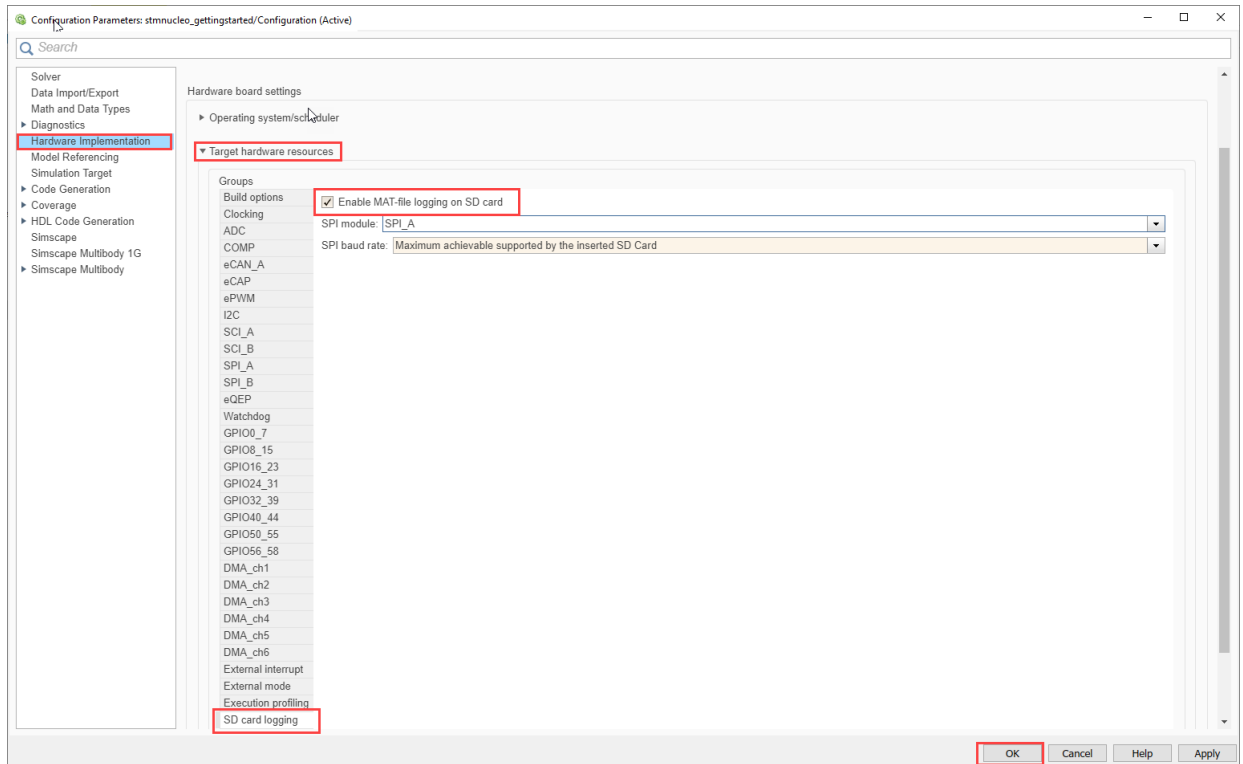 Configuration Parameters: stmnucleo_gettingstarted/Configuration (Active)
Search
Solver
Data Import/Export
Math and Data Types
Diagnostics
Hardware Implementation
Model Referencing
Simulation Target
Code Generation
Coverage
HDL Code Generation
Simscape
Simscape Multibody 1G
Simscape Multibody
Hardware board settings
Operating system/scheduler
Target hardware resources
Groups
Build options
Clocking
ADC
COMP
eCAN_A
eCAP
ePWM
I2C
SCI_A
SCI_B
SPI_A
SPI_B
eQEP
Watchdog
GPIO0_7
GPIO8_15
GPIO16_23
GPIO24_31
GPIO32_39
GPIO40_44
GPIO50_55
GPIO56_58
DMA_ch1
DMA_ch2
DMA_ch3
DMA_ch4
DMA_ch5
DMA_ch6
External interrupt
External mode
Execution profiling
SD card logging
Enable MAT-file logging on SD card
SPI module: SPI_A
SPI baud rate: Maximum achievable supported by the inserted SD Card
OK Cancel Help Apply